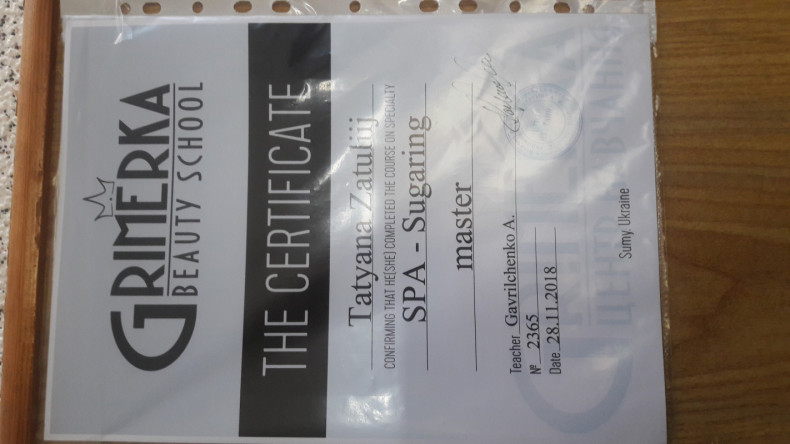 GRIMERKA
BEAUTY SCHOOL
THE CERTIFICATE
Tatyana Zatuliij
CONFIRMING THAT HE(SHE) COMPLETED THE COURSE ON SPECIALTY
SPA - Sugaring
master
Teacher Gavrilchenko A.
№ 2365
Date 28.11.2018
Sumy Ukraine